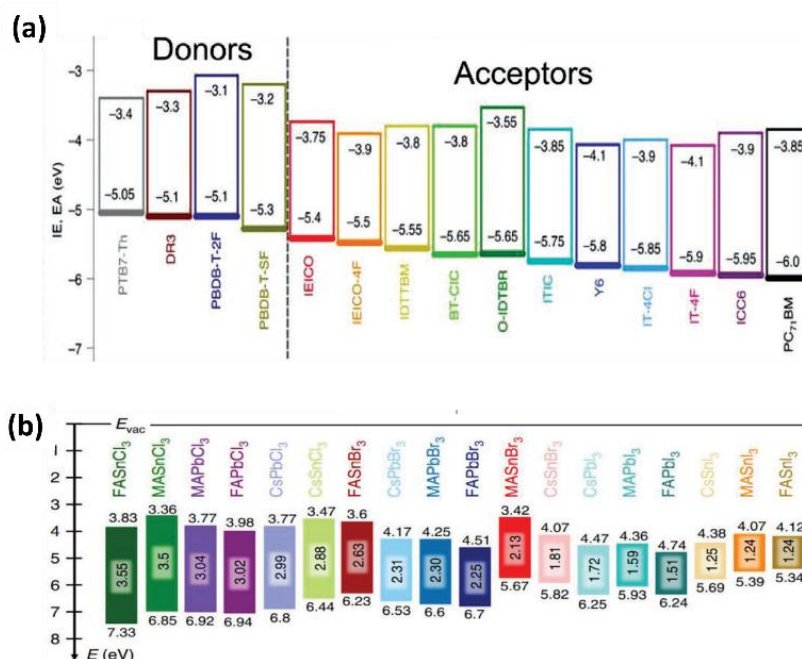 (a)
Donors
Acceptors
IE, EA (eV)
−3
−4
−5
−6
−7
−3.4
−5.05
PTB7-Th
−3.3
−5.1
DR3
−3.1
−5.1
PBDB-T-2F
−3.2
−5.3
PBDB-T-SF
−3.75
−5.4
IEICO
−3.9
−5.5
IEICO-4F
−3.8
−5.55
IDTTBM
−3.8
−5.65
BT-CIC
−3.55
−5.65
O-IDTBR
−3.85
−5.75
ITIC
−4.1
−5.8
Y6
−3.9
−5.85
IT-4Cl
−4.1
−5.9
IT-4F
−3.9
−5.95
ICC6
−3.85
−6.0
PC71BM
(b)
Evac
1
2
3
4
5
6
7
8
E (eV)
FASnCl3
3.83
3.55
7.33
MASnCl3
3.36
3.5
6.85
MAPbCl3
3.77
3.04
6.92
FAPbCl3
3.98
3.02
6.94
CsPbCl3
3.77
2.99
6.8
CsSnCl3
3.47
2.88
6.44
FASnBr3
3.6
2.63
6.23
CsPbBr3
4.17
2.31
6.53
MAPbBr3
4.25
2.30
6.6
FAPbBr3
4.51
2.25
6.7
MASnBr3
3.42
2.13
5.67
CsSnBr3
4.07
1.81
5.82
CsPbI3
4.47
1.72
6.25
MAPbI3
4.36
1.59
5.93
FAPbI3
4.74
1.51
6.24
CsSnI3
4.38
1.25
5.69
MASnI3
4.07
1.24
5.39
FASnI3
4.12
1.24
5.34